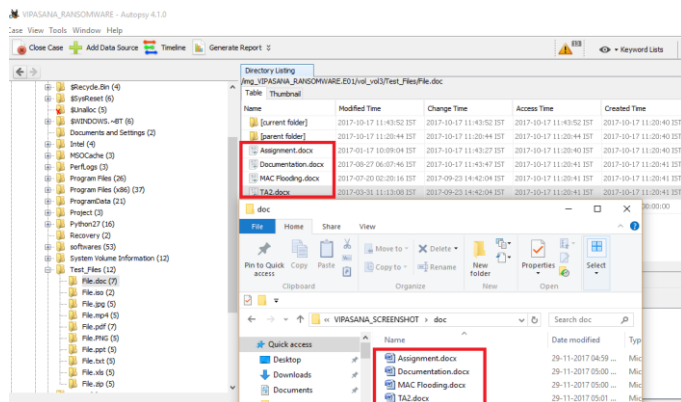 VIPASANA_RANSOMWARE - Autopsy 4.1.0
Case View Tools Window Help
Close Case Add Data Source Timeline Generate Report Keyword Lists
Directory Listing
/img_VIPASANA_RANSOMWARE.E01/vol_vol3/Test_Files/File.doc
Table Thumbnail
Name Modified Time Change Time Access Time Created Time
[current folder] 2017-10-17 11:43:52 IST 2017-10-17 11:43:52 IST 2017-10-17 11:43:52 IST 2017-10-17 11:20:40 IST
[parent folder] 2017-10-17 11:20:44 IST 2017-10-17 11:20:44 IST 2017-10-17 11:20:44 IST 2017-10-17 11:20:40 IST
Assignment.docx 2017-01-17 10:09:04 IST 2017-10-17 11:43:27 IST 2017-10-17 11:20:40 IST 2017-10-17 11:20:40 IST
Documentation.docx 2017-08-27 06:07:46 IST 2017-10-17 11:43:47 IST 2017-10-17 11:20:41 IST 2017-10-17 11:20:41 IST
MAC Flooding.docx 2017-07-20 02:20:16 IST 2017-09-23 14:42:04 IST 2017-10-17 11:20:41 IST 2017-10-17 11:20:41 IST
TA2.docx 2017-03-31 11:13:08 IST 2017-09-23 14:42:04 IST 2017-10-17 11:20:41 IST 2017-10-17 11:20:41 IST
00:00:00
$Recycle.Bin (4)
$SysReset (6)
$Unalloc (5)
$WINDOWS.~BT (6)
Documents and Settings (2)
Intel (4)
MSOCache (3)
PerfLogs (3)
Program Files (26)
Program Files (x86) (37)
ProgramData (21)
Project (3)
Python27 (16)
Recovery (2)
softwares (53)
System Volume Information (12)
Test_Files (12)
File.doc (7)
File.iso (2)
File.jpg (5)
File.mp4 (5)
File.pdf (7)
File.PNG (5)
File.ppt (5)
File.txt (5)
File.xls (5)
File.zip (5)
doc
File Home Share View
Pin to Quick access Copy Paste Move to Copy to Delete Rename New folder Properties Select
Clipboard Organize New Open
VIPASANA_SCREENSHOT › doc Search doc
Quick access
Desktop
Downloads
Documents
Name Date modified Typ
Assignment.docx 29-11-2017 04:59 ... Mic
Documentation.docx 29-11-2017 05:00 ... Mic
MAC Flooding.docx 29-11-2017 05:00 ... Mic
TA2.docx 29-11-2017 05:01 ... Mic